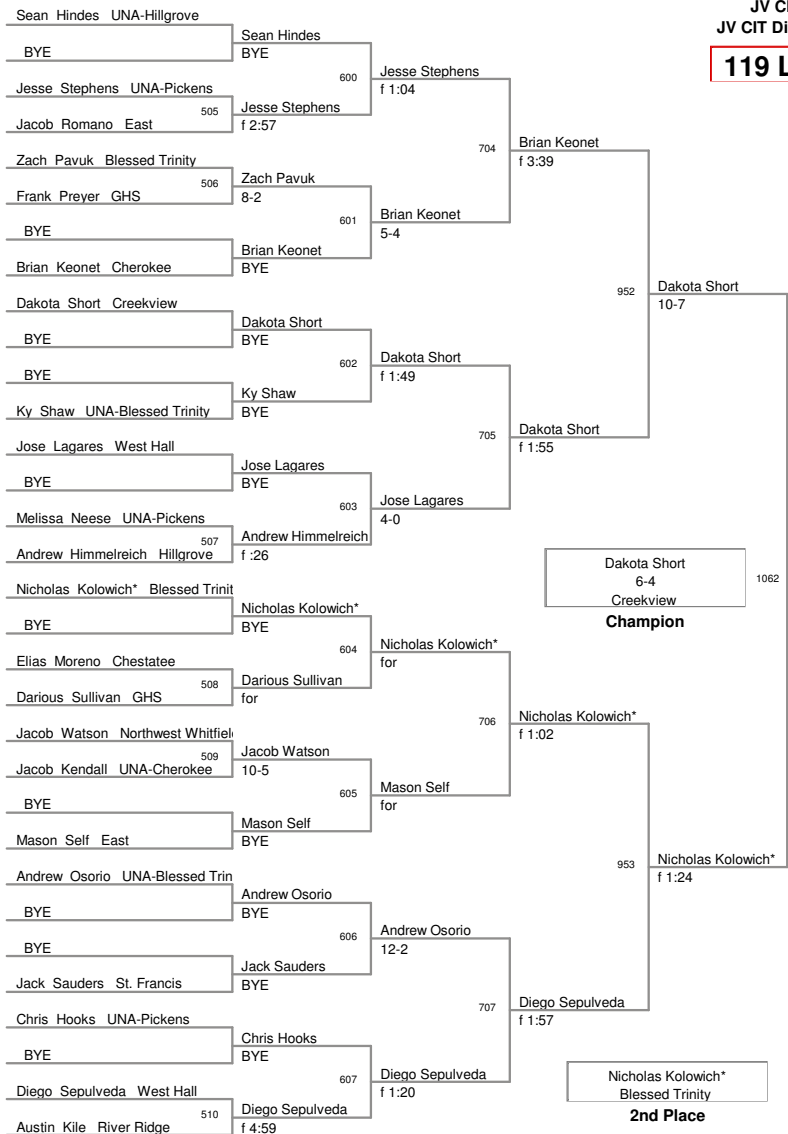 JV CI
JV CIT Di
119 L
Sean Hindes UNA-Hillgrove
BYE
Sean Hindes
BYE
600
Jesse Stephens
f 1:04
Jesse Stephens UNA-Pickens
505
Jacob Romano East
Jesse Stephens
f 2:57
704
Brian Keonet
f 3:39
Zach Pavuk Blessed Trinity
506
Frank Preyer GHS
Zach Pavuk
8-2
601
Brian Keonet
5-4
BYE
Brian Keonet Cherokee
Brian Keonet
BYE
952
Dakota Short
10-7
Dakota Short Creekview
BYE
Dakota Short
BYE
602
Dakota Short
f 1:49
BYE
Ky Shaw UNA-Blessed Trinity
Ky Shaw
BYE
705
Dakota Short
f 1:55
Jose Lagares West Hall
BYE
Jose Lagares
BYE
603
Jose Lagares
4-0
Melissa Neese UNA-Pickens
507
Andrew Himmelreich Hillgrove
Andrew Himmelreich
f :26
Dakota Short
6-4
Creekview
Champion
1062
Nicholas Kolowich* Blessed Trinit
BYE
Nicholas Kolowich*
BYE
604
Nicholas Kolowich*
for
Elias Moreno Chestatee
508
Darious Sullivan GHS
Darious Sullivan
for
706
Nicholas Kolowich*
f 1:02
Jacob Watson Northwest Whitfield
509
Jacob Kendall UNA-Cherokee
Jacob Watson
10-5
605
Mason Self
for
BYE
Mason Self East
Mason Self
BYE
953
Nicholas Kolowich*
f 1:24
Andrew Osorio UNA-Blessed Trin
BYE
Andrew Osorio
BYE
606
Andrew Osorio
12-2
BYE
Jack Sauders St. Francis
Jack Sauders
BYE
707
Diego Sepulveda
f 1:57
Chris Hooks UNA-Pickens
BYE
Chris Hooks
BYE
607
Diego Sepulveda
f 1:20
Diego Sepulveda West Hall
510
Austin Kile River Ridge
Diego Sepulveda
f 4:59
Nicholas Kolowich*
Blessed Trinity
2nd Place